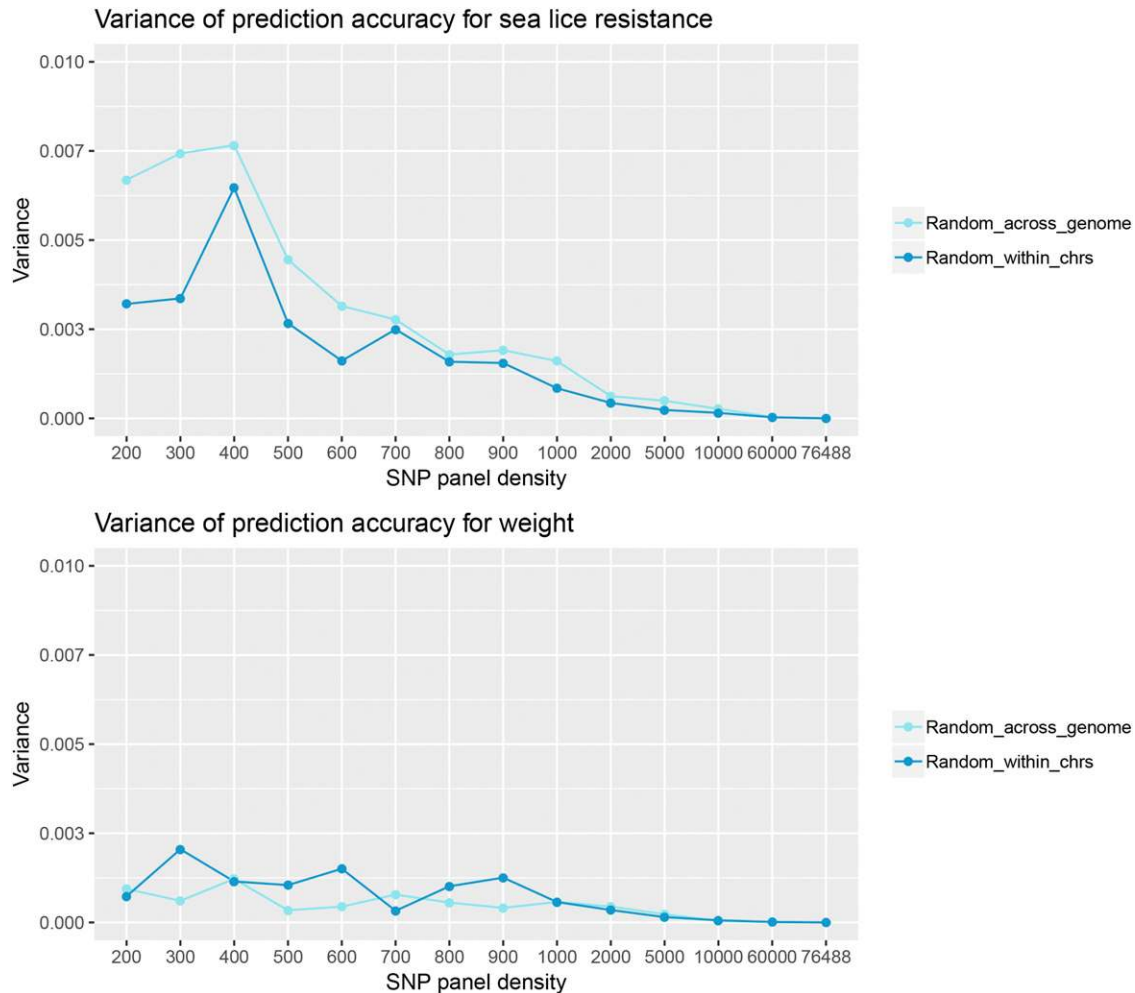 Variance of prediction accuracy for sea lice resistance
0.010
0.007
0.005
0.003
0.000
Variance
200 300 400 500 600 700 800 900 1000 2000 5000 10000 60000 76488
SNP panel density
Random_across_genome
Random_within_chrs
Variance of prediction accuracy for weight
0.010
0.007
0.005
0.003
0.000
Variance
200 300 400 500 600 700 800 900 1000 2000 5000 10000 60000 76488
SNP panel density
Random_across_genome
Random_within_chrs